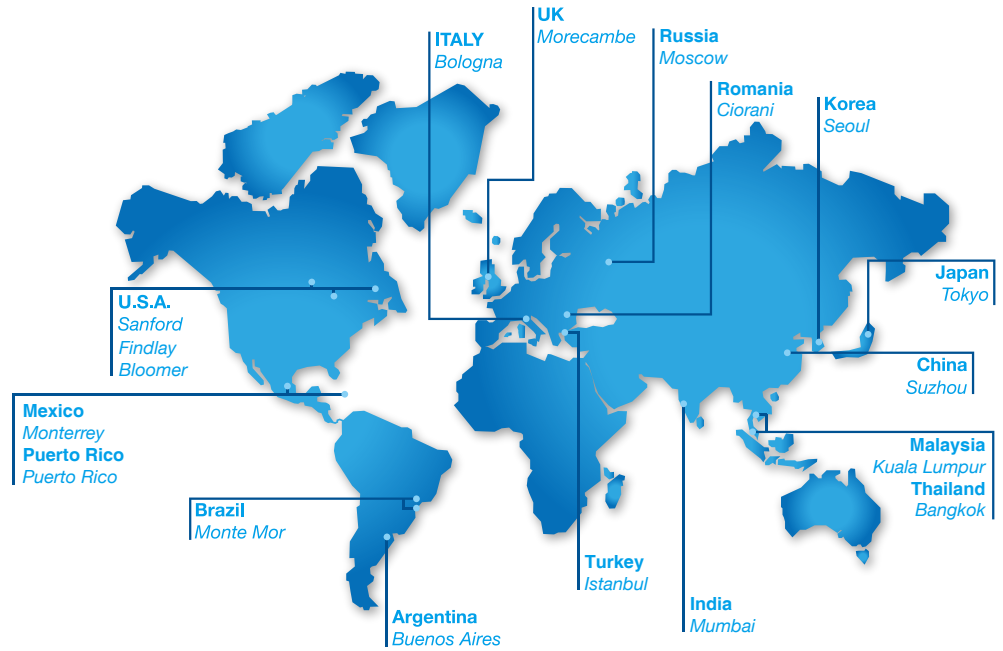 UK
Morecambe
ITALY
Bologna
Russia
Moscow
Romania
Ciorani
Korea
Seoul
Japan
Tokyo
U.S.A.
Sanford
Findlay
Bloomer
China
Suzhou
Mexico
Monterrey
Puerto Rico
Puerto Rico
Malaysia
Kuala Lumpur
Thailand
Bangkok
Brazil
Monte Mor
Turkey
Istanbul
India
Mumbai
Argentina
Buenos Aires